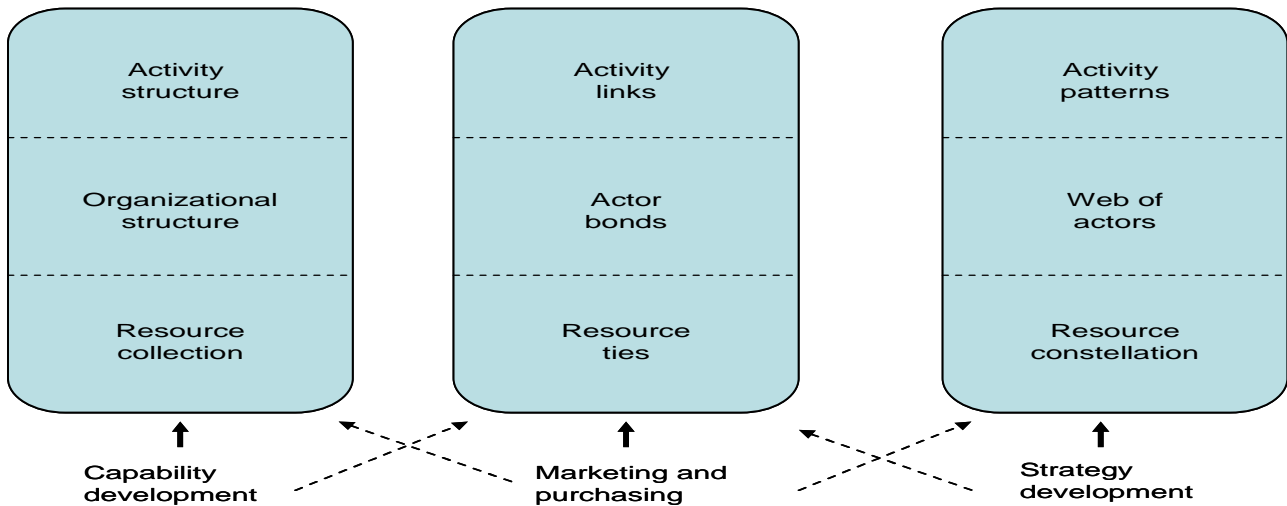 Activity
structure
Activity
links
Activity
patterns
Organizational
structure
Actor
bonds
Web of
actors
Resource
collection
Resource
ties
Resource
constellation
Capability
development
Marketing and
purchasing
Strategy
development